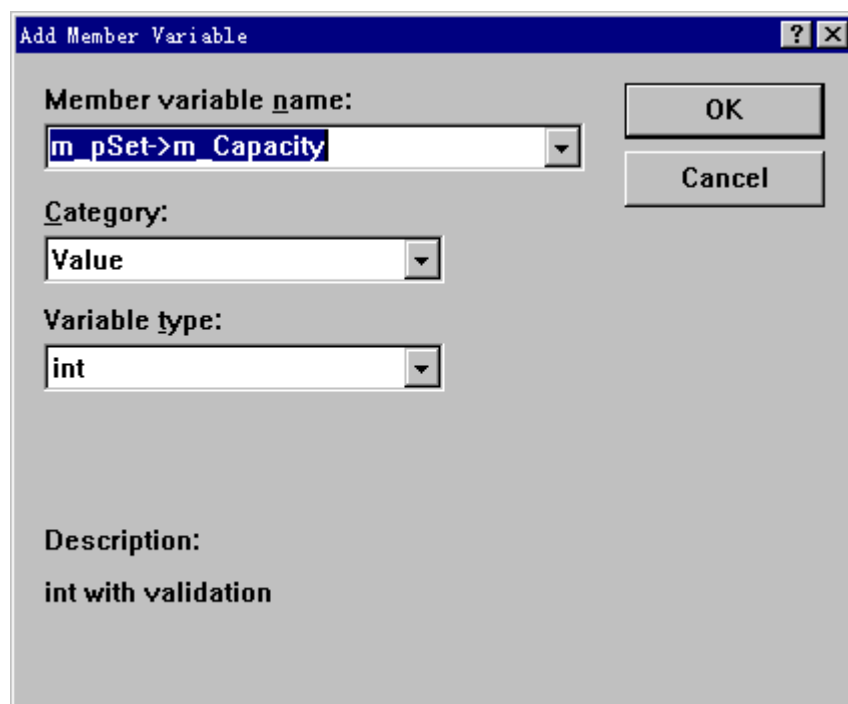 Add Member Variable
Member variable name:
m_pSet->m_Capacity
OK
Cancel
Category:
Value
Variable type:
int
Description:
int with validation